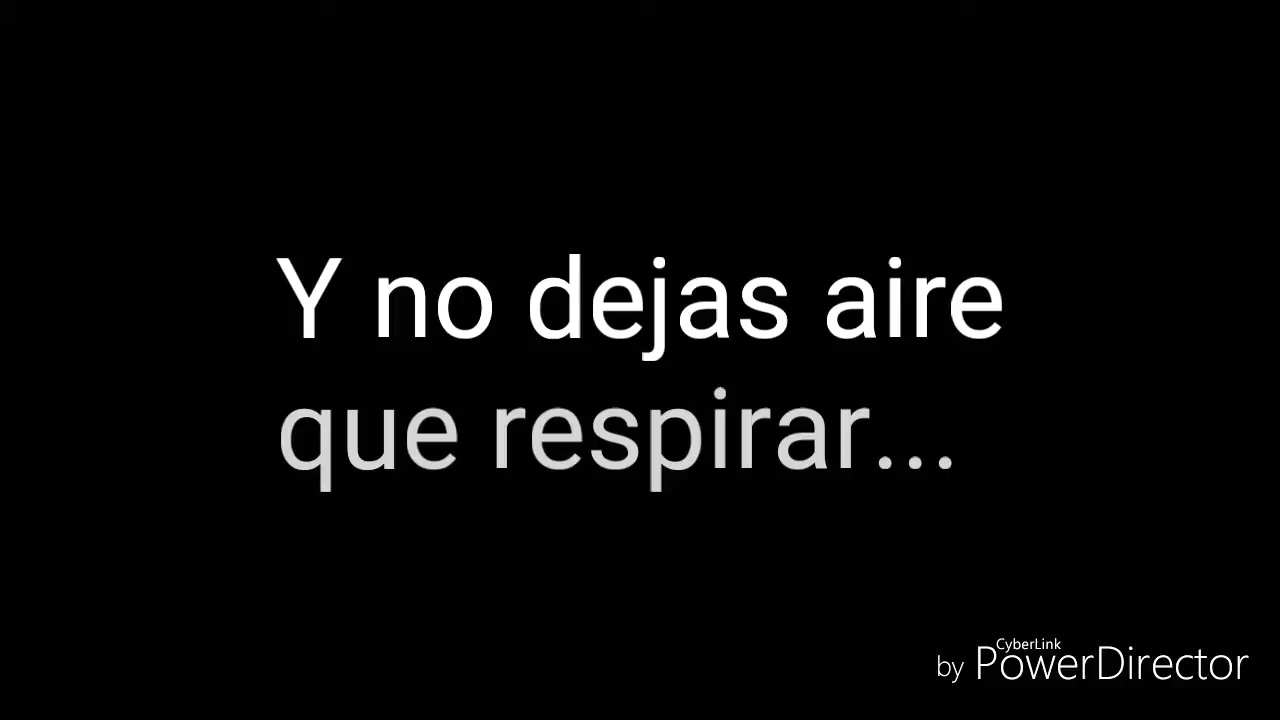 Y no dejas aire
que respirar...
CyberLink
by PowerDirector